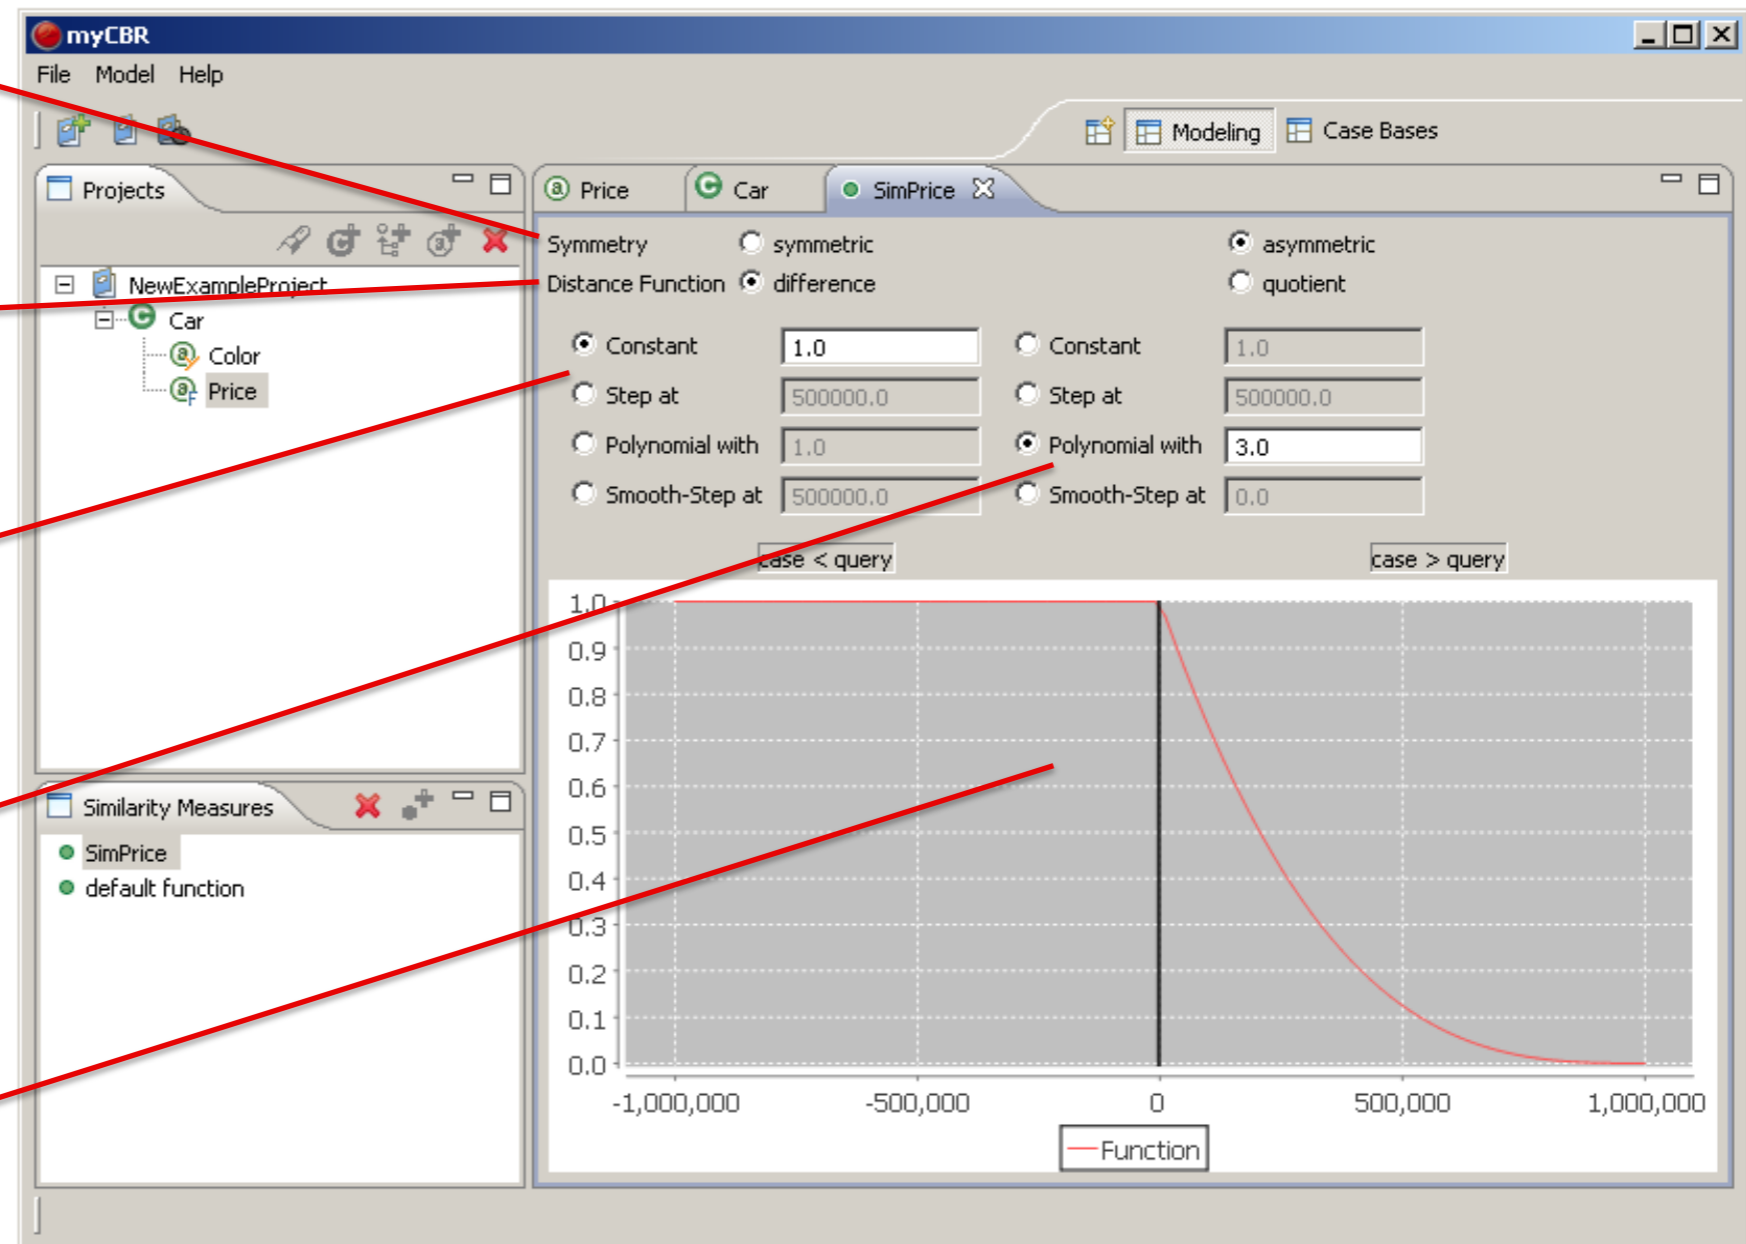 myCBR
File Model Help
Modeling Case Bases
Projects
NewExampleProject
Car
Color
Price
Similarity Measures
SimPrice
default function
Price Car SimPrice
Symmetry symmetric asymmetric
Distance Function difference quotient
Constant 1.0 Constant 1.0
Step at 500000.0 Step at 500000.0
Polynomial with 1.0 Polynomial with 3.0
Smooth-Step at 500000.0 Smooth-Step at 0.0
case < query case > query
1.0
0.9
0.8
0.7
0.6
0.5
0.4
0.3
0.2
0.1
0.0
-1,000,000 -500,000 0 500,000 1,000,000
Function